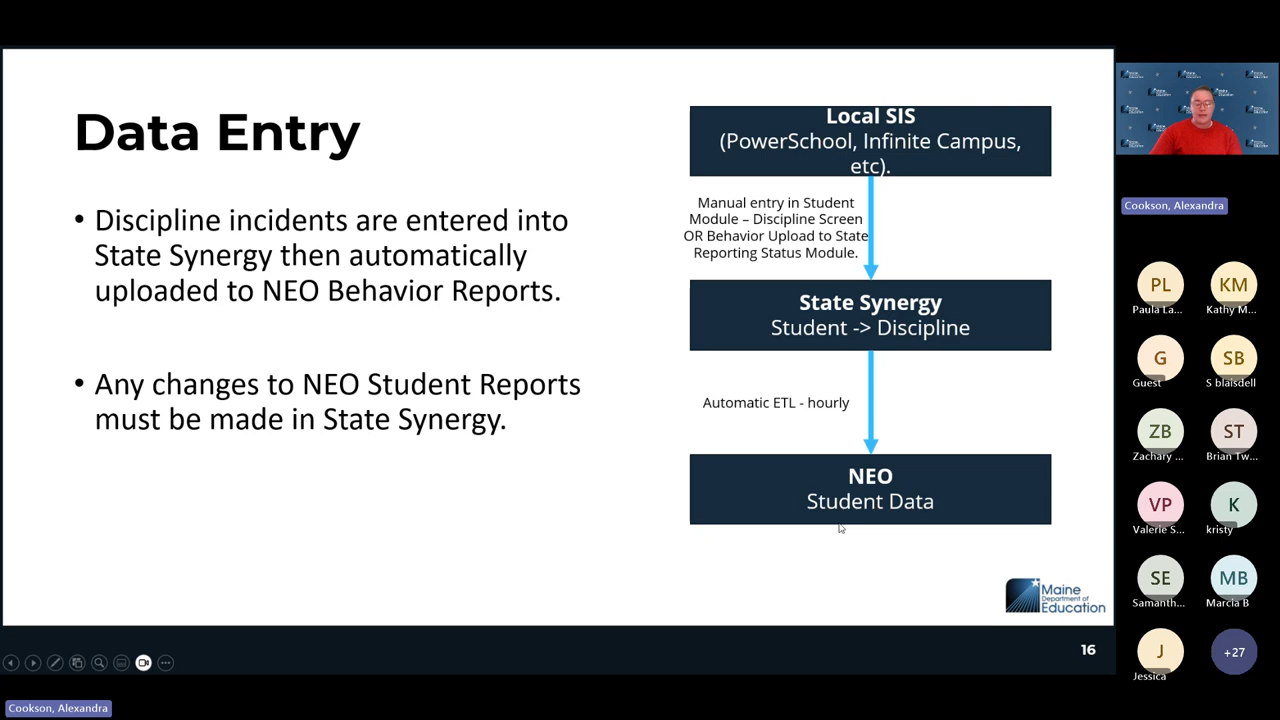 Data Entry
• Discipline incidents are entered into
State Synergy then automatically
uploaded to NEO Behavior Reports.
• Any changes to NEO Student Reports
must be made in State Synergy.
Local SIS
(PowerSchool, Infinite Campus,
etc).
Manual entry in Student
Module – Discipline Screen
OR Behavior Upload to State
Reporting Status Module.
State Synergy
Student -> Discipline
Automatic ETL - hourly
NEO
Student Data
Maine
Department of
Education
16
Cookson, Alexandra
PL
Paula La...
KM
Kathy M...
G
Guest
SB
S blaisdell
ZB
Zachary ...
ST
Brian Tw...
VP
Valerie S...
K
kristy
SE
Samanth...
MB
Marcia B
J
Jessica
+27
Cookson, Alexandra